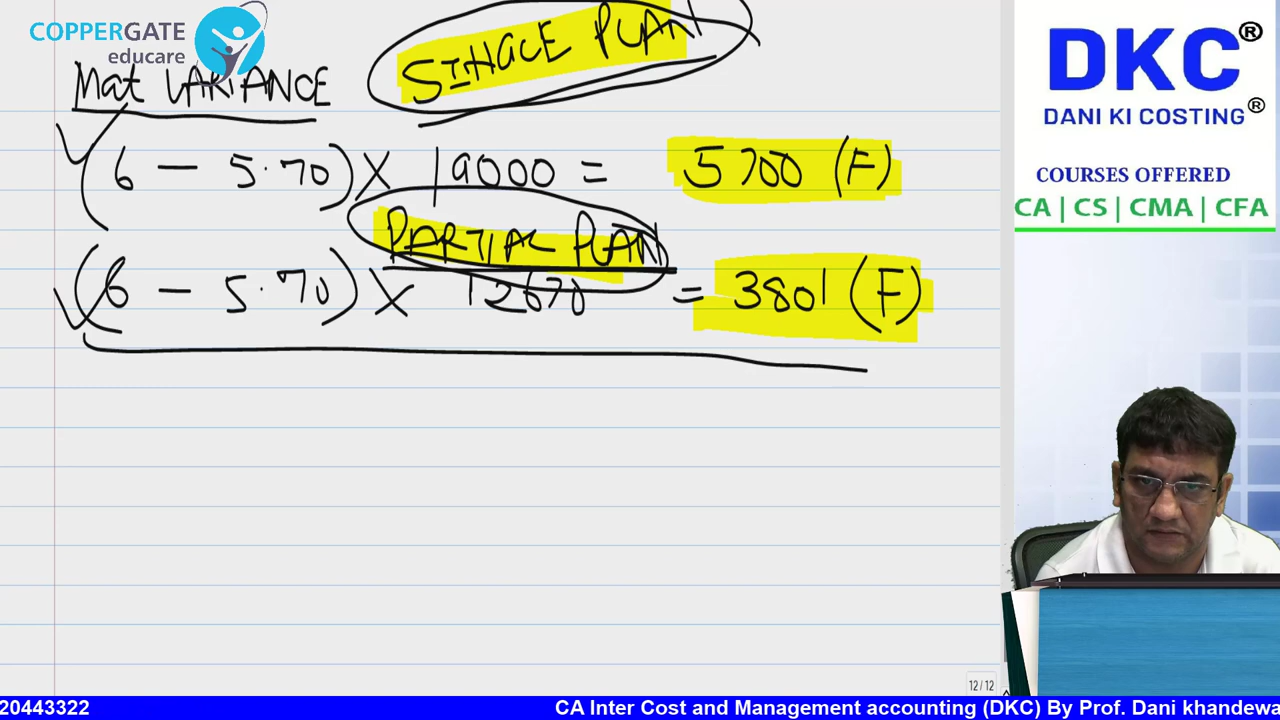 COPPERGATE
educare
SINGLE PLAN
Mat VARIANCE
(6 — 5.70) X 19000 = 5700 (F)
PARTIAL PLAN
(6 — 5.70) X 12670 = 3801 (F)
12/12
DKC®
DANI KI COSTING®
COURSES OFFERED
CA | CS | CMA | CFA
20443322
CA Inter Cost and Management accounting (DKC) By Prof. Dani khandewa